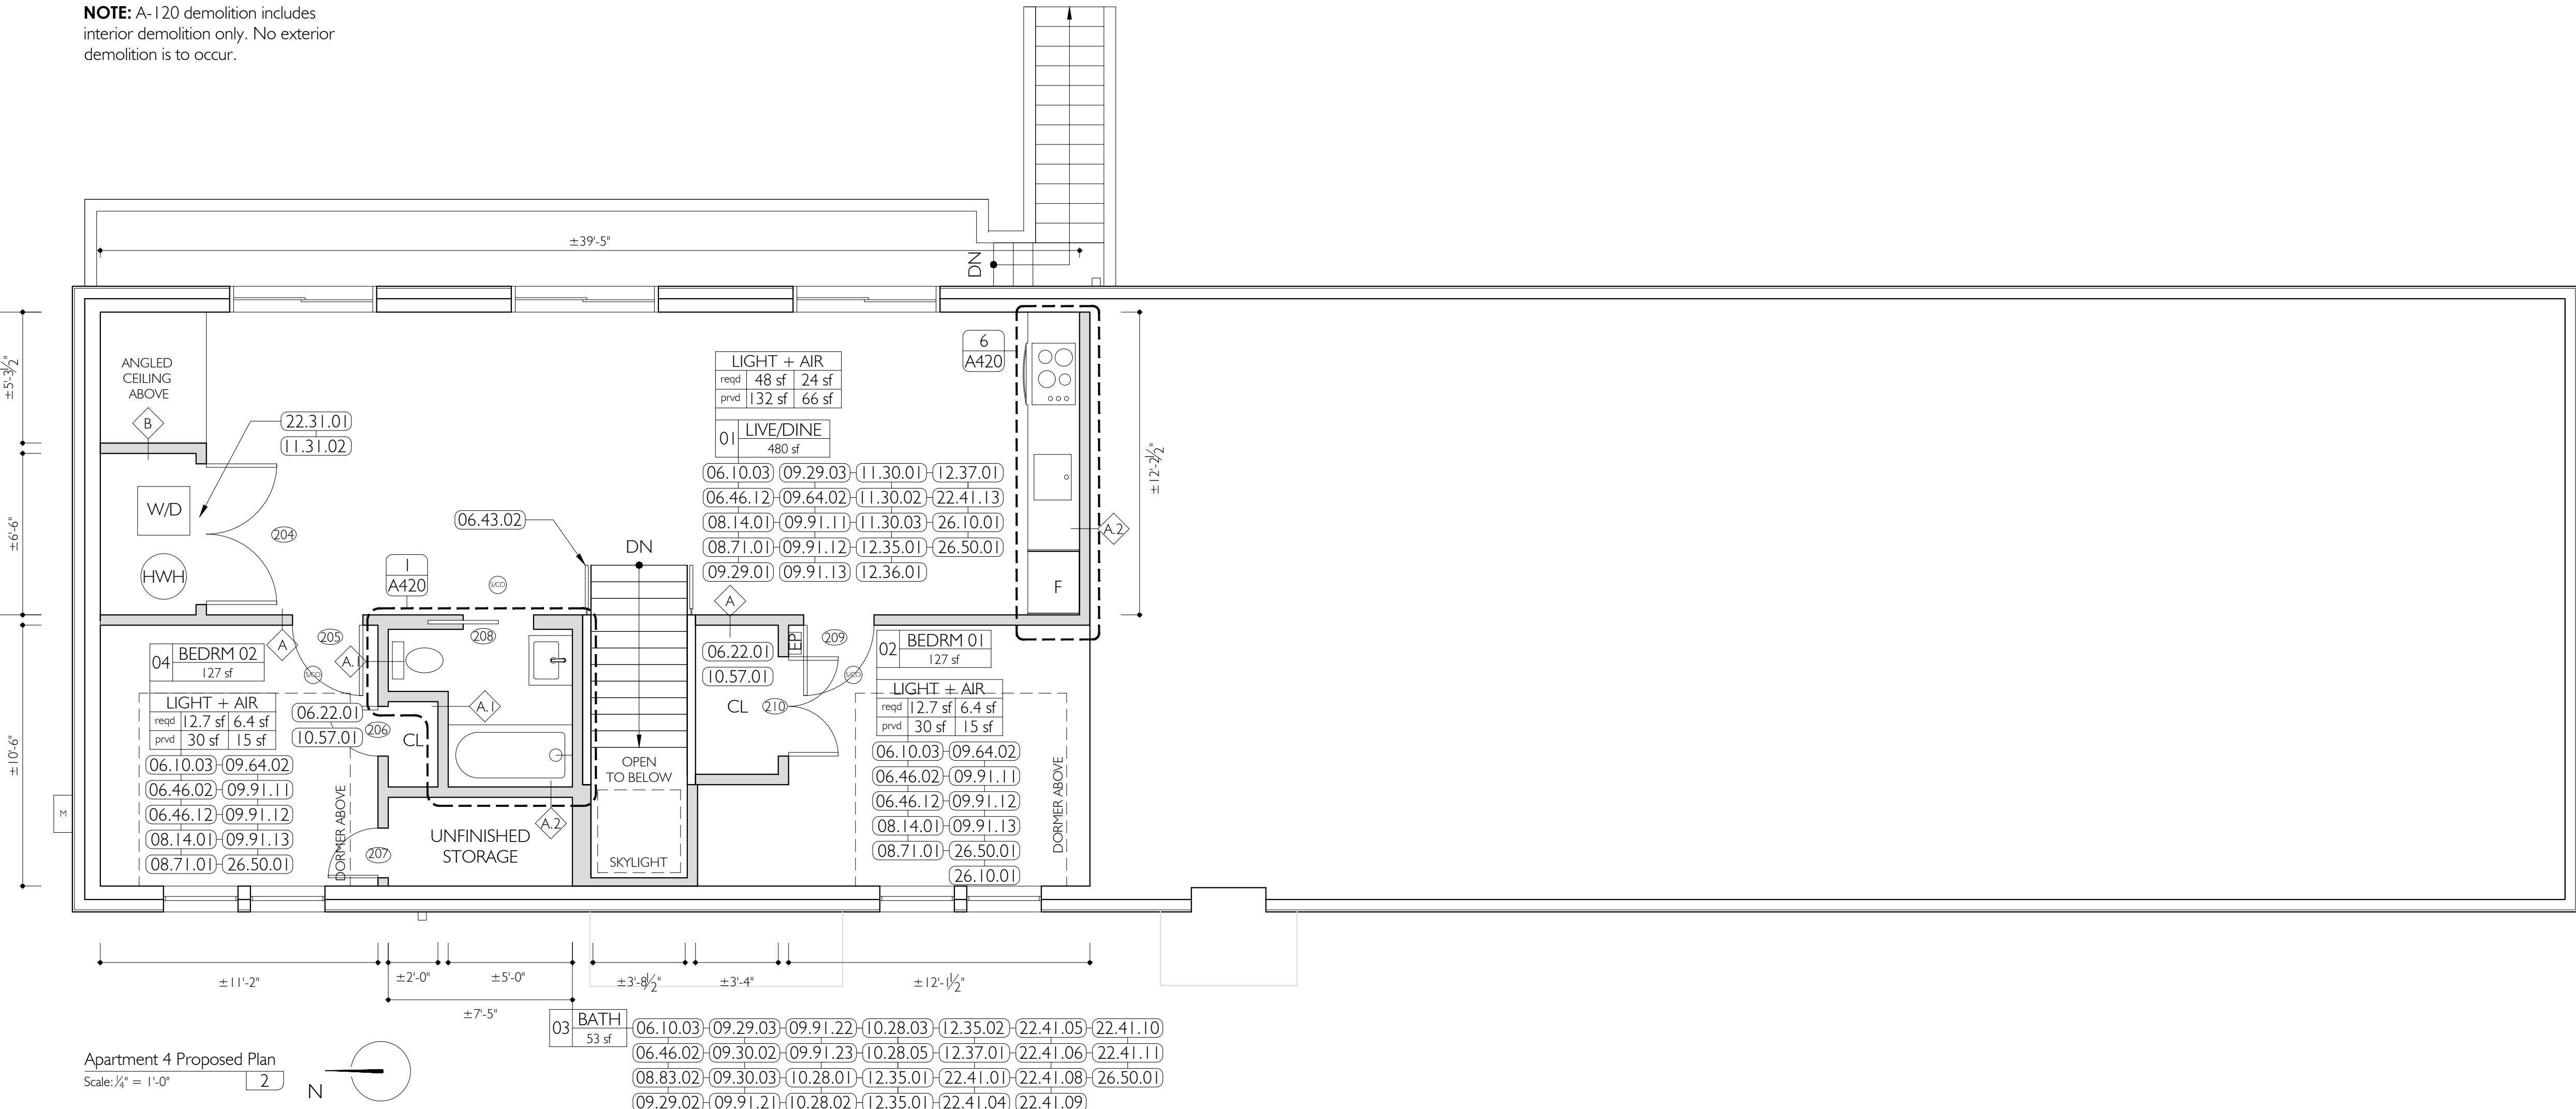 NOTE: A-120 demolition includes
interior demolition only. No exterior
demolition is to occur.
±39'-5"
DN
±5'-3½"
±6'-6"
±10'-6"
ANGLED
CEILING
ABOVE
B
22.31.01
11.31.02
W/D
HWH
204
6
A420
LIGHT + AIR
reqd 48 sf 24 sf
prvd 132 sf 66 sf
01 LIVE/DINE
480 sf
06.10.03 09.29.03 11.30.01 12.37.01
06.46.12 09.64.02 11.30.02 22.41.13
08.14.01 09.91.11 11.30.03 26.10.01
08.71.01 09.91.12 12.35.01 26.50.01
09.29.01 09.91.13 12.36.01
±12'-2½"
A.2
F
06.43.02
DN
1
A420
S/CO
A
205
A
S/CO
A.1
208
A.1
04 BEDRM 02
127 sf
LIGHT + AIR
reqd 12.7 sf 6.4 sf
prvd 30 sf 15 sf
06.22.01
10.57.01
206
CL
06.10.03 09.64.02
06.46.02 09.91.11
06.46.12 09.91.12
08.14.01 09.91.13
08.71.01 26.50.01
DORMER ABOVE
207
UNFINISHED
STORAGE
A.2
OPEN
TO BELOW
SKYLIGHT
06.22.01
10.57.01
CL
210
EP
209
S/CO
02 BEDRM 01
127 sf
LIGHT + AIR
reqd 12.7 sf 6.4 sf
prvd 30 sf 15 sf
06.10.03 09.64.02
06.46.02 09.91.11
06.46.12 09.91.12
08.14.01 09.91.13
08.71.01 26.50.01
26.10.01
DORMER ABOVE
M
±11'-2"
±2'-0"
±5'-0"
±3'-8½"
±3'-4"
±12'-1½"
±7'-5"
03 BATH
53 sf
06.10.03 09.29.03 09.91.22 10.28.03 12.35.02 22.41.05 22.41.10
06.46.02 09.30.02 09.91.23 10.28.05 12.37.01 22.41.06 22.41.11
08.83.02 09.30.03 10.28.01 12.35.01 22.41.01 22.41.08 26.50.01
09.29.02 09.91.21 10.28.02 12.35.01 22.41.04 22.41.09
Apartment 4 Proposed Plan
Scale: ¼" = 1'-0"
2
N